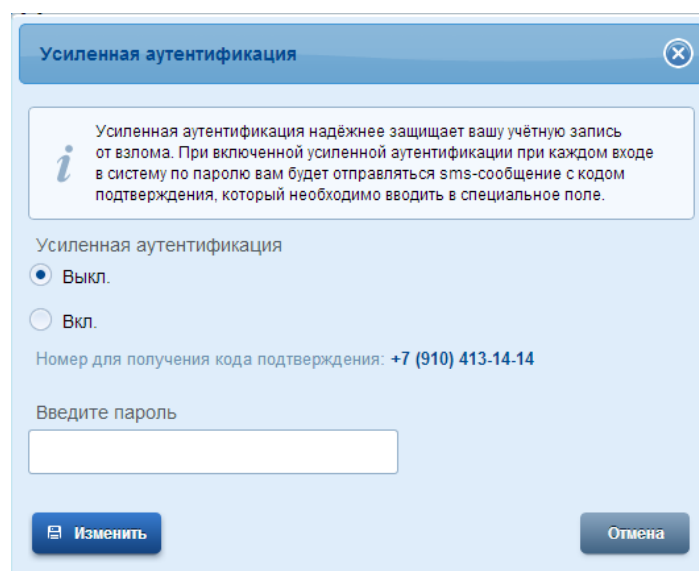 Усиленная аутентификация
Усиленная аутентификация надёжнее защищает вашу учётную запись
от взлома. При включенной усиленной аутентификации при каждом входе
в систему по паролю вам будет отправляться sms-сообщение с кодом
подтверждения, который необходимо вводить в специальное поле.
Усиленная аутентификация
Выкл.
Вкл.
Номер для получения кода подтверждения: +7 (910) 413-14-14
Введите пароль
Изменить
Отмена